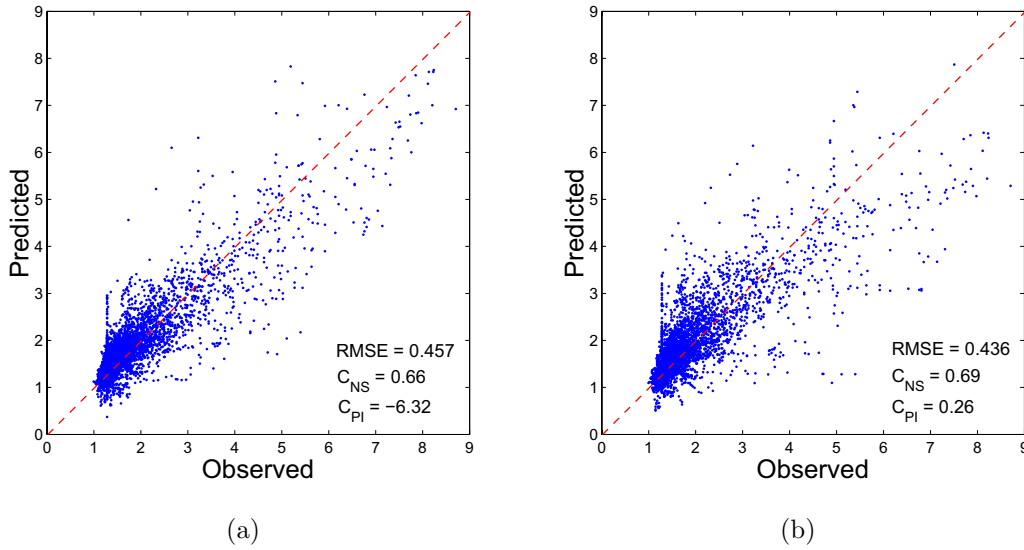 9
8
7
6
5
4
3
2
1
0
0 1 2 3 4 5 6 7 8 9
Predicted
Observed
RMSE = 0.457
C_NS = 0.66
C_PI = −6.32
(a)
9
8
7
6
5
4
3
2
1
0
0 1 2 3 4 5 6 7 8 9
Predicted
Observed
RMSE = 0.436
C_NS = 0.69
C_PI = 0.26
(b)